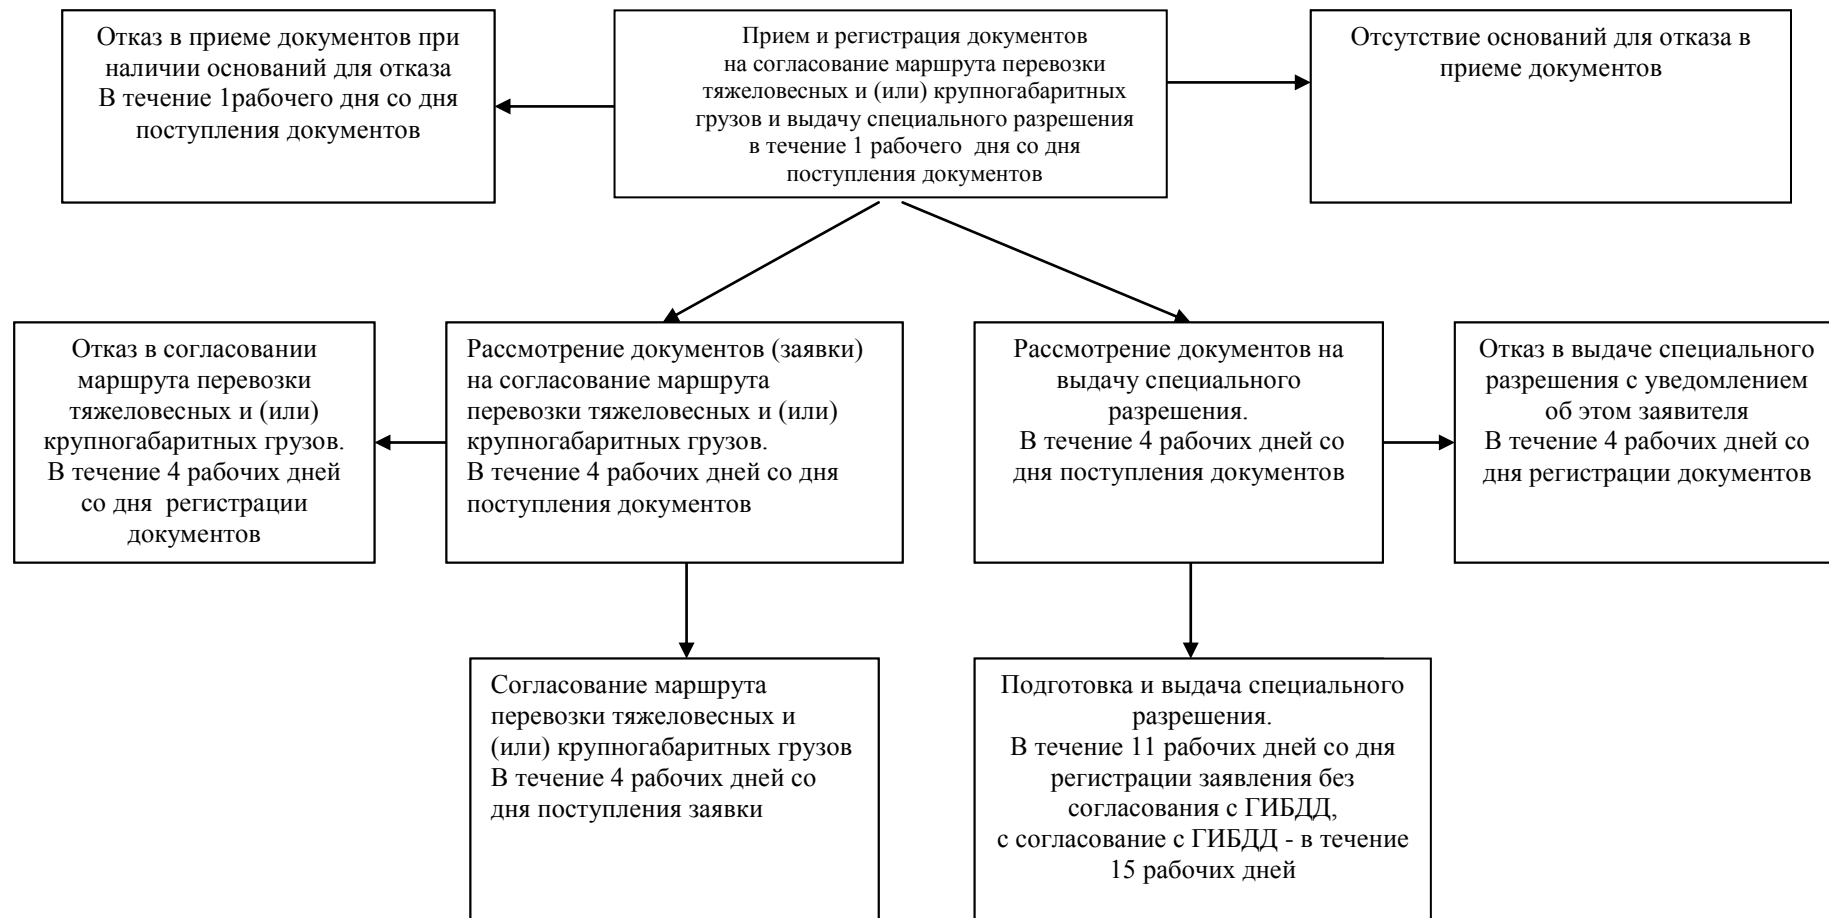 Отказ в приеме документов при
наличии оснований для отказа
В течение 1рабочего дня со дня
поступления документов
Прием и регистрация документов
на согласование маршрута перевозки
тяжеловесных и (или) крупногабаритных
грузов и выдачу специального разрешения
в течение 1 рабочего  дня со дня
поступления документов
Отсутствие оснований для отказа в
приеме документов
Отказ в согласовании
маршрута перевозки
тяжеловесных и (или)
крупногабаритных грузов.
В течение 4 рабочих дней
со дня  регистрации
документов
Рассмотрение документов (заявки)
на согласование маршрута
перевозки тяжеловесных и (или)
крупногабаритных грузов.
В течение 4 рабочих дней со дня
поступления документов
Рассмотрение документов на
выдачу специального
разрешения.
В течение 4 рабочих дней со
дня поступления документов
Отказ в выдаче специального
разрешения с уведомлением
об этом заявителя
В течение 4 рабочих дней со
дня регистрации документов
Согласование маршрута
перевозки тяжеловесных и
(или) крупногабаритных грузов
В течение 4 рабочих дней со
дня поступления заявки
Подготовка и выдача специального
разрешения.
В течение 11 рабочих дней со дня
регистрации заявления без
согласования с ГИБДД,
с согласование с ГИБДД - в течение
15 рабочих дней